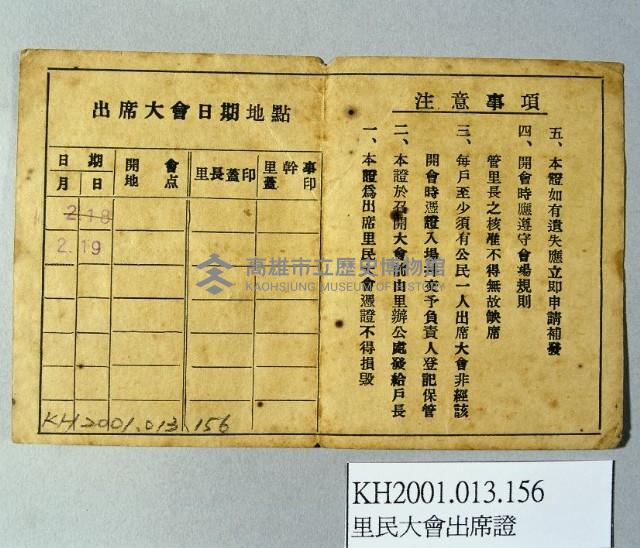 出席大會日期地點
日期 開會地点 里長蓋印 里幹事蓋印
月 日
2 18
2. 19
KH2001.013.156
注意事項
一、本證為出席里民大會憑證不得損毀
二、本證於召開大會前由里辦公處發給戶長
開會時憑證入場並交予負責人登記保管
三、每戶至少須有公民一人出席大會非經該
管里長之核准不得無故缺席
四、開會時應遵守會場規則
五、本證如有遺失應立即申請補發
高雄市立歷史博物館
KAOHSIUNG MUSEUM OF HISTORY
KH2001.013.156
里民大會出席證